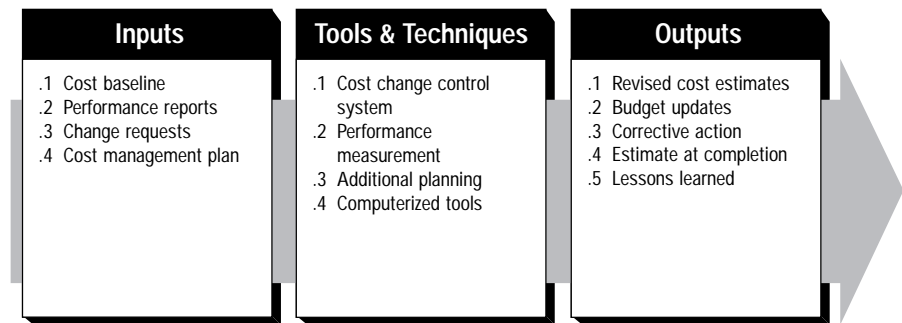 Inputs
.1 Cost baseline
.2 Performance reports
.3 Change requests
.4 Cost management plan
Tools & Techniques
.1 Cost change control
system
.2 Performance
measurement
.3 Additional planning
.4 Computerized tools
Outputs
.1 Revised cost estimates
.2 Budget updates
.3 Corrective action
.4 Estimate at completion
.5 Lessons learned